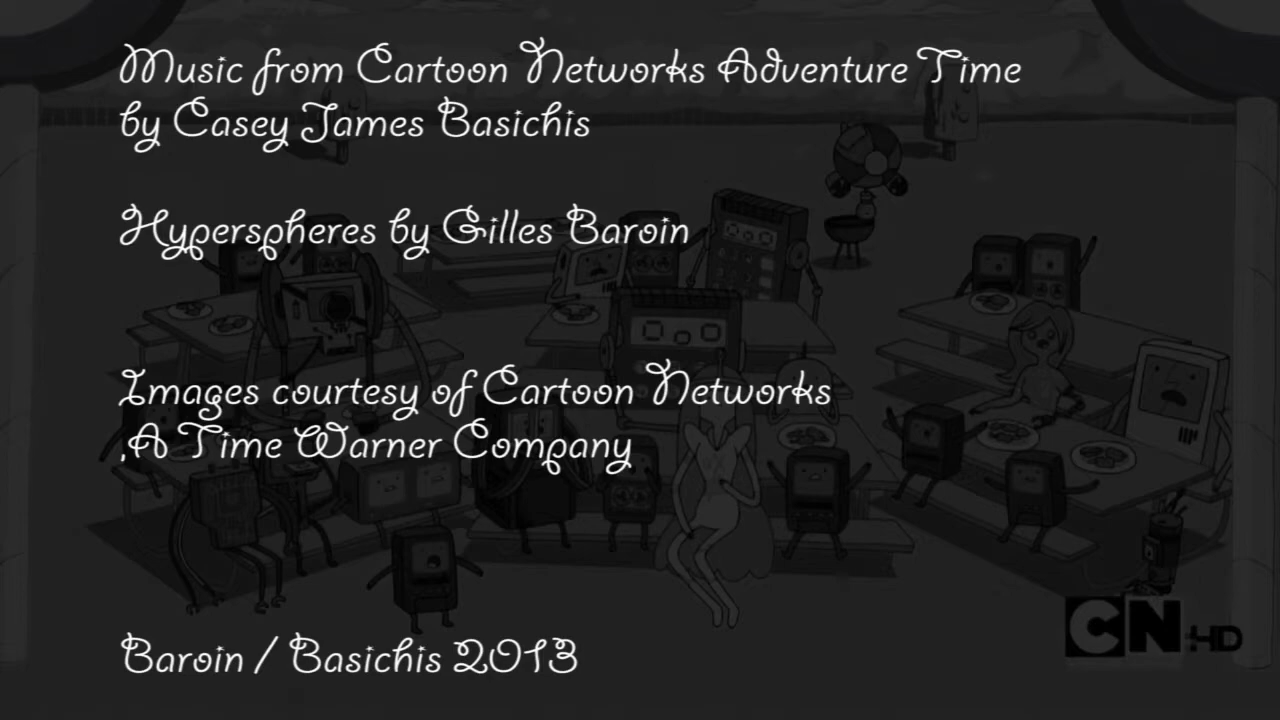 Music from Cartoon Networks Adventure Time
by Casey James Basichis
Hyperspheres by Gilles Baroin
Images courtesy of Cartoon Networks
,A Time Warner Company
Baroin / Basichis 2013
CN HD